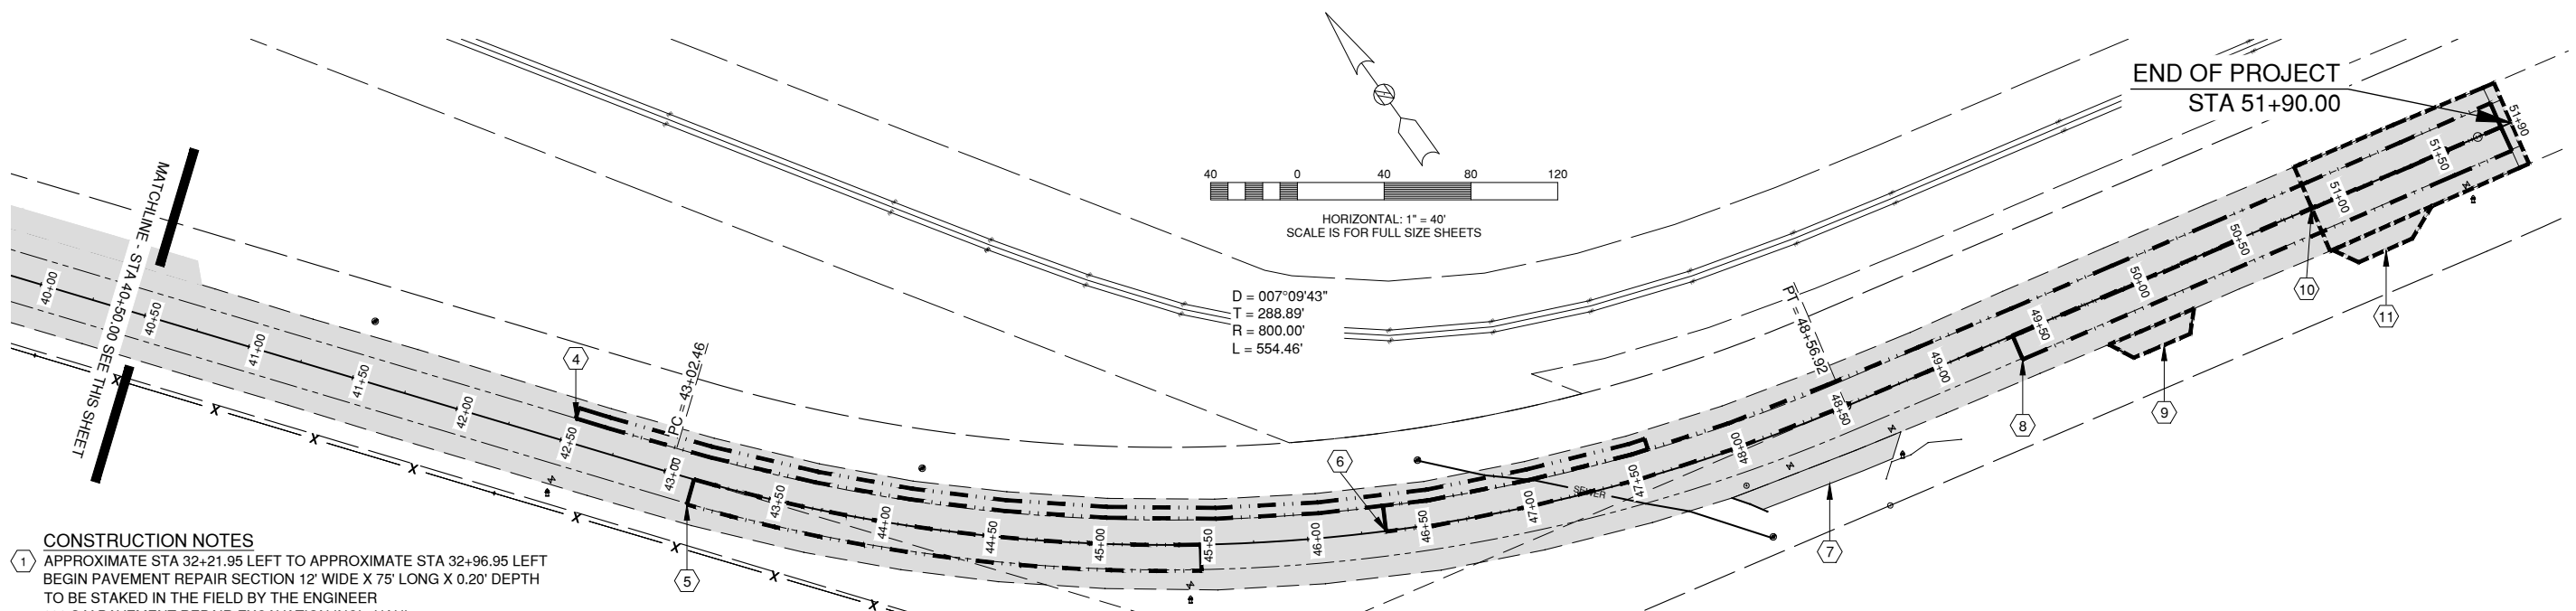 END OF PROJECT
STA 51+90.00
51+90
MATCHLINE - STA 40+50.00 SEE THIS SHEET
40 0 40 80 120
HORIZONTAL: 1" = 40'
SCALE IS FOR FULL SIZE SHEETS
D = 007°09'43"
T = 288.89'
R = 800.00'
L = 554.46'
PC = 43+02.46
PT = 48+56.92
40+00
40+50
41+00
41+50
42+00
42+50
43+00
43+50
44+00
44+50
45+00
45+50
46+00
46+50
47+00
47+50
48+00
48+50
49+00
49+50
50+00
50+50
51+00
51+50
SEWER
4
5
6
7
8
9
10
11
X X X X X X X X
CONSTRUCTION NOTES
1 APPROXIMATE STA 32+21.95 LEFT TO APPROXIMATE STA 32+96.95 LEFT
BEGIN PAVEMENT REPAIR SECTION 12' WIDE X 75' LONG X 0.20' DEPTH
TO BE STAKED IN THE FIELD BY THE ENGINEER